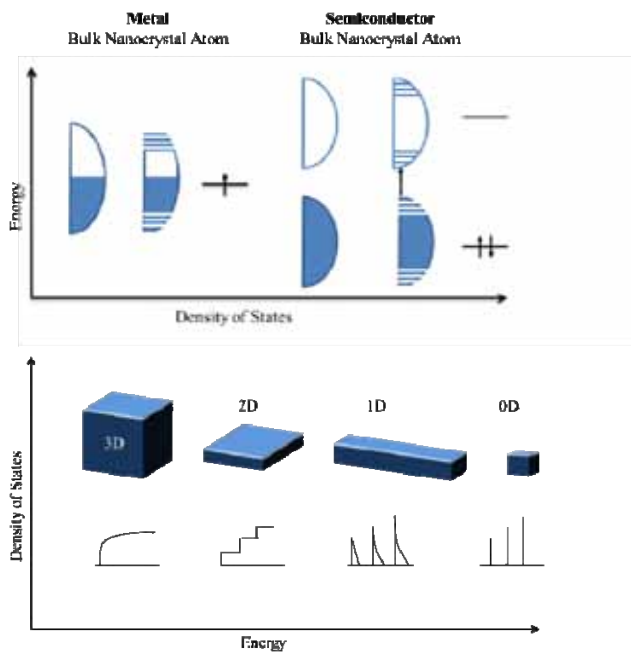 Metal
Bulk Nanocrystal Atom
Semiconductor
Bulk Nanocrystal Atom
Energy
Density of States
2D
1D
0D
3D
Density of States
Energy